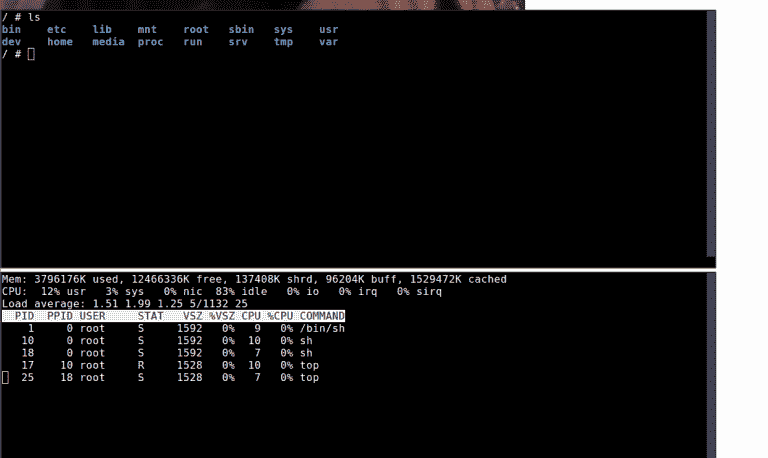 / # ls
bin    etc    lib    mnt    root   sbin   sys    usr
dev    home   media  proc   run    srv    tmp    var
/ #
Mem: 3796176K used, 12466336K free, 137408K shrd, 96204K buff, 1529472K cached
CPU:  12% usr   3% sys   0% nic  83% idle   0% io   0% irq   0% sirq
Load average: 1.51 1.99 1.25 5/1132 25
  PID  PPID USER     STAT   VSZ %VSZ CPU %CPU COMMAND
    1     0 root     S     1592   0%   9   0% /bin/sh
   10     0 root     S     1592   0%  10   0% sh
   18     0 root     S     1592   0%   7   0% sh
   17    10 root     R     1528   0%  10   0% top
   25    18 root     S     1528   0%   7   0% top